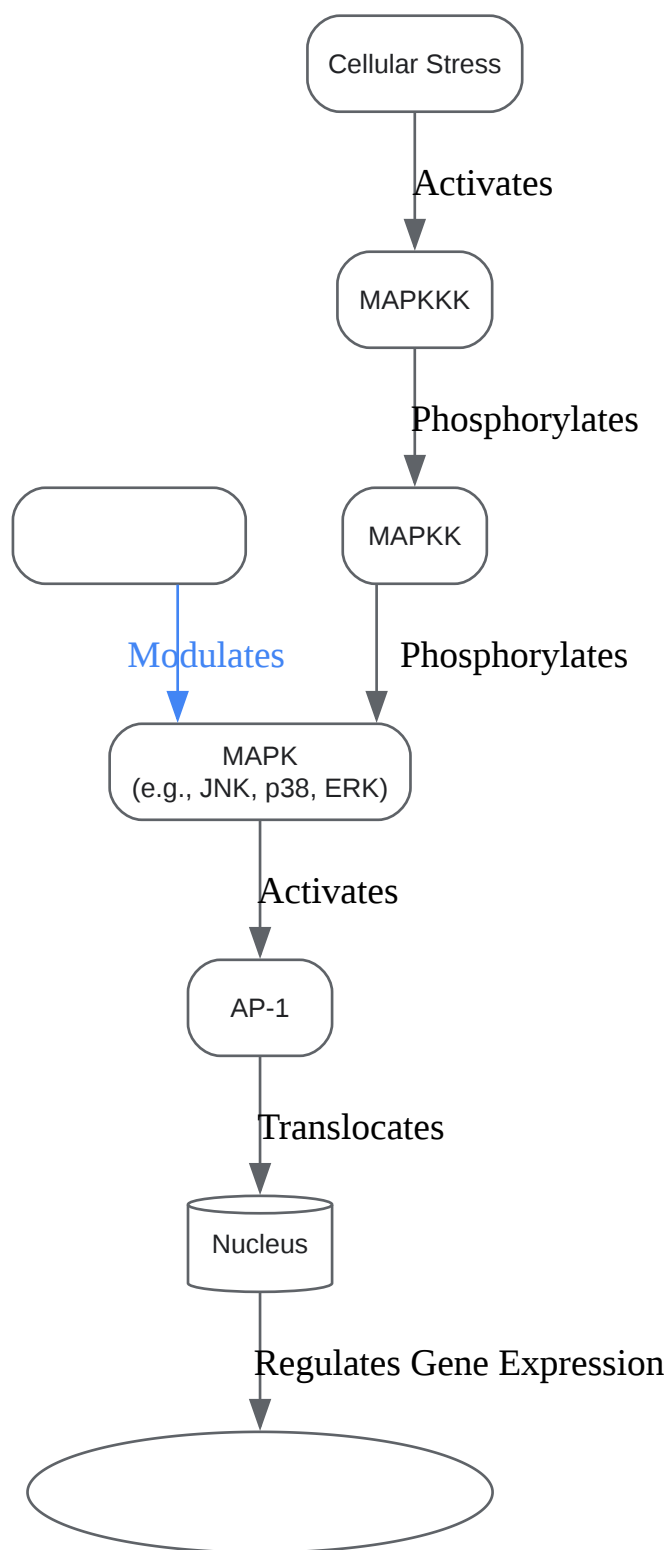 Cellular Stress
Activates
MAPKKK
Phosphorylates
MAPKK
Modulates
Phosphorylates
MAPK
(e.g., JNK, p38, ERK)
Activates
AP-1
Translocates
Nucleus
Regulates Gene Expression